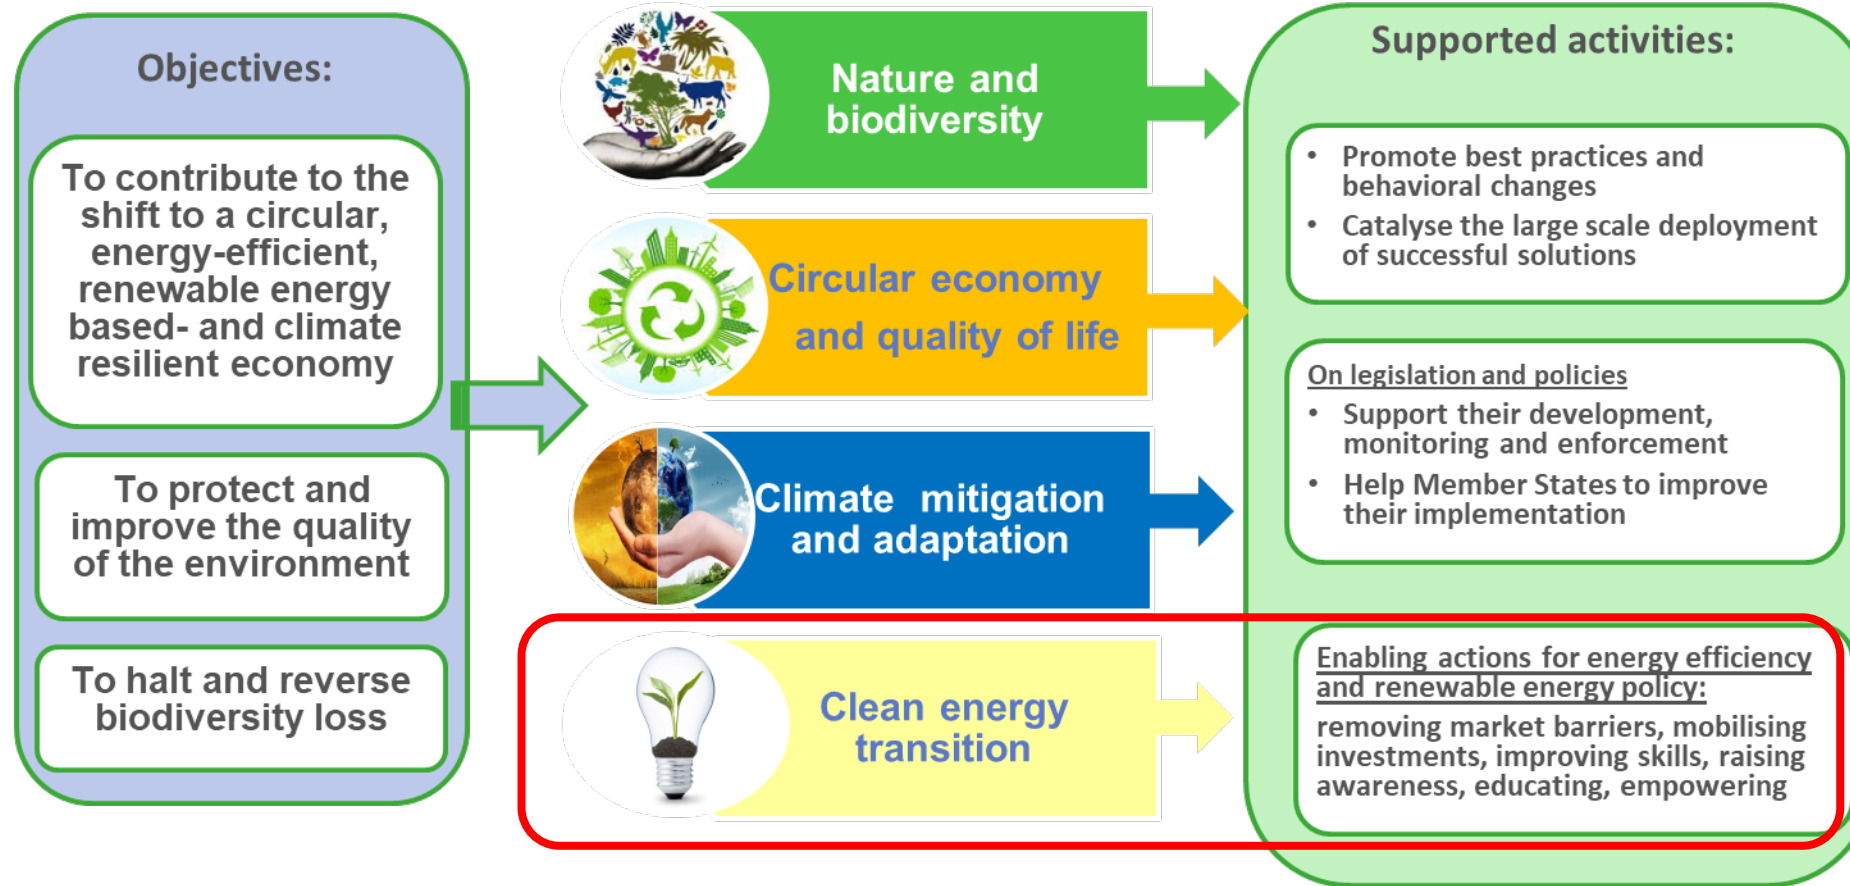 Objectives:
To contribute to the
shift to a circular,
energy-efficient,
renewable energy
based- and climate
resilient economy
To protect and
improve the quality
of the environment
To halt and reverse
biodiversity loss
Nature and
biodiversity
Circular economy
and quality of life
Climate mitigation
and adaptation
Clean energy
transition
Supported activities:
• Promote best practices and
behavioral changes
• Catalyse the large scale deployment
of successful solutions
On legislation and policies
• Support their development,
monitoring and enforcement
• Help Member States to improve
their implementation
Enabling actions for energy efficiency
and renewable energy policy:
removing market barriers, mobilising
investments, improving skills, raising
awareness, educating, empowering